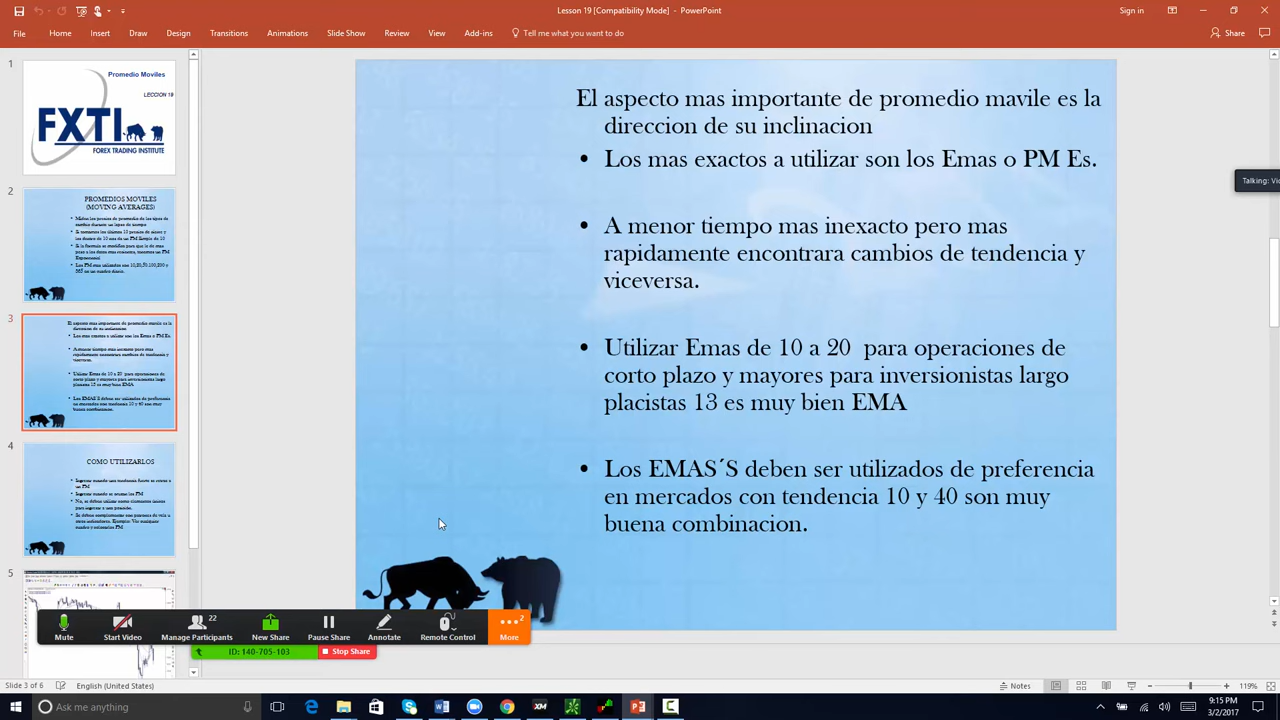 Lesson 19 [Compatibility Mode] - PowerPoint
Sign in
File Home Insert Draw Design Transitions Animations Slide Show Review View Add-ins Tell me what you want to do
Share
1
Promedio Moviles
LECCION 19
FXTI
FOREX TRADING INSTITUTE
2
PROMEDIOS MOVILES
(MOVING AVERAGES)
3
4
COMO UTILIZARLOS
5
El aspecto mas importante de promedio mavile es la
direccion de su inclinacion
• Los mas exactos a utilizar son los Emas o PM Es.
• A menor tiempo mas inexacto pero mas
rapidamente encontrara cambios de tendencia y
viceversa.
• Utilizar Emas de 10 a 20 para operaciones de
corto plazo y mayores para inversionistas largo
placistas 13 es muy bien EMA
• Los EMAS´S deben ser utilizados de preferencia
en mercados con tendencia 10 y 40 son muy
buena combinacion.
Talking:
22
2
Mute Start Video Manage Participants New Share Pause Share Annotate Remote Control More
ID: 140-705-103
Stop Share
Slide 3 of 6
English (United States)
Notes
119%
Ask me anything
9:15 PM
3/2/2017